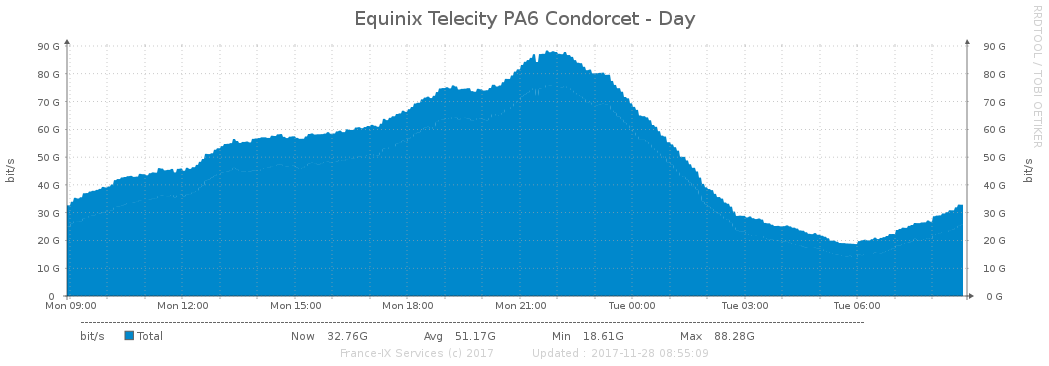 Equinix Telecity PA6 Condorcet - Day
RRDTOOL / TOBI OETIKER
90 G 90 G
80 G 80 G
70 G 70 G
60 G 60 G
50 G 50 G
40 G 40 G
30 G 30 G
20 G 20 G
10 G 10 G
0 0 G
bit/s bit/s
Mon 09:00 Mon 12:00 Mon 15:00 Mon 18:00 Mon 21:00 Tue 00:00 Tue 03:00 Tue 06:00
bit/s Total Now 32.76G Avg 51.17G Min 18.61G Max 88.28G
France-IX Services (c) 2017 Updated : 2017-11-28 08:55:09